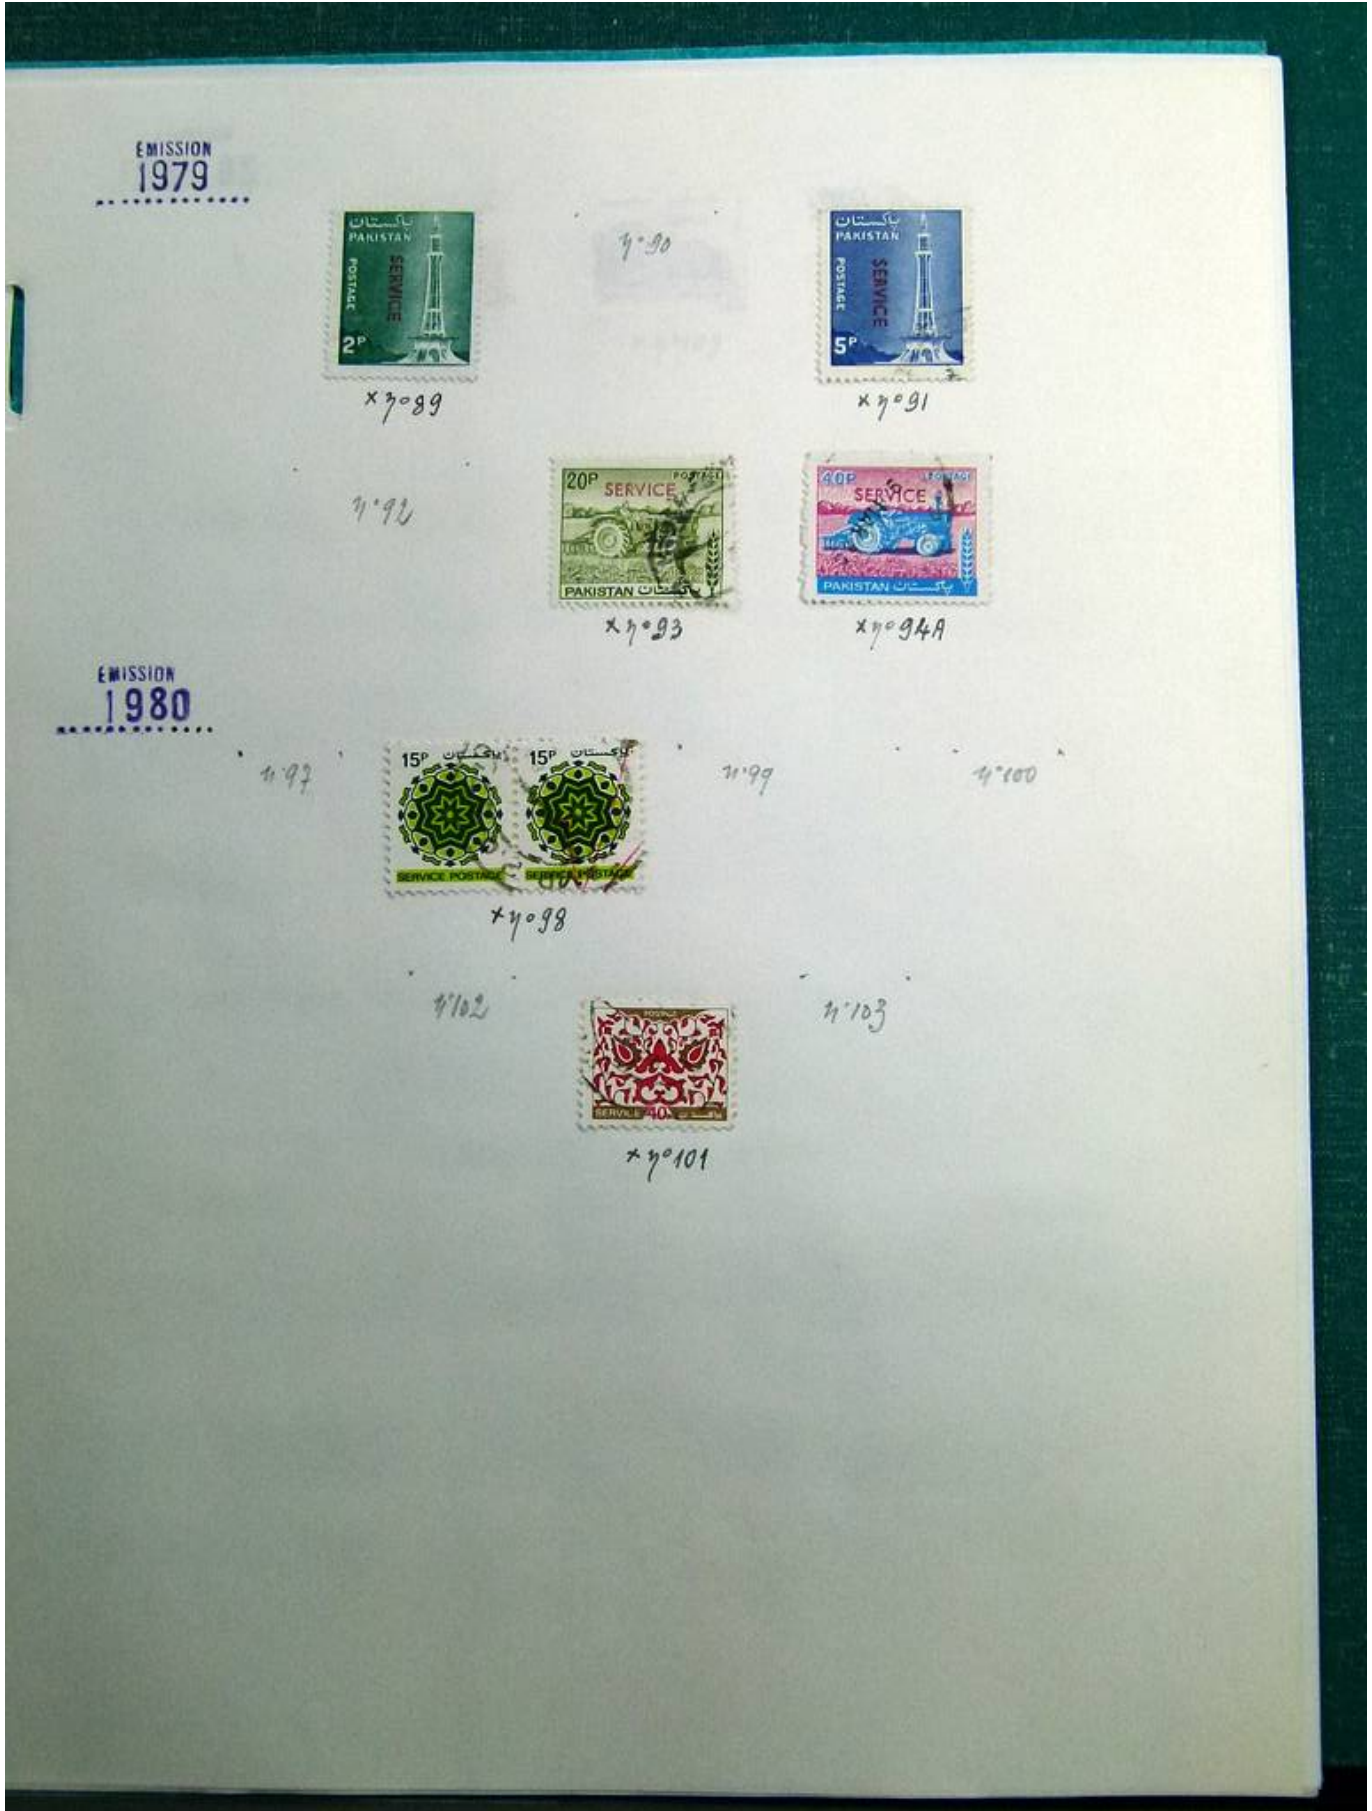 EMISSION
1979
پاکستان
PAKISTAN
POSTAGE
SERVICE
2P
n°90
پاکستان
PAKISTAN
POSTAGE
SERVICE
5P
x n°89
x n°91
n°92
20P POSTAGE
SERVICE
PAKISTAN پاکستان
40P POSTAGE
SERVICE
PAKISTAN پاکستان
x n°93
x n°94A
EMISSION
1980
n°97
15P پاکستان
SERVICE POSTAGE
15P پاکستان
SERVICE POSTAGE
n°99
n°100
x n°98
n°102
POSTAGE
SERVICE 40 پاکستان
n°103
x n°101